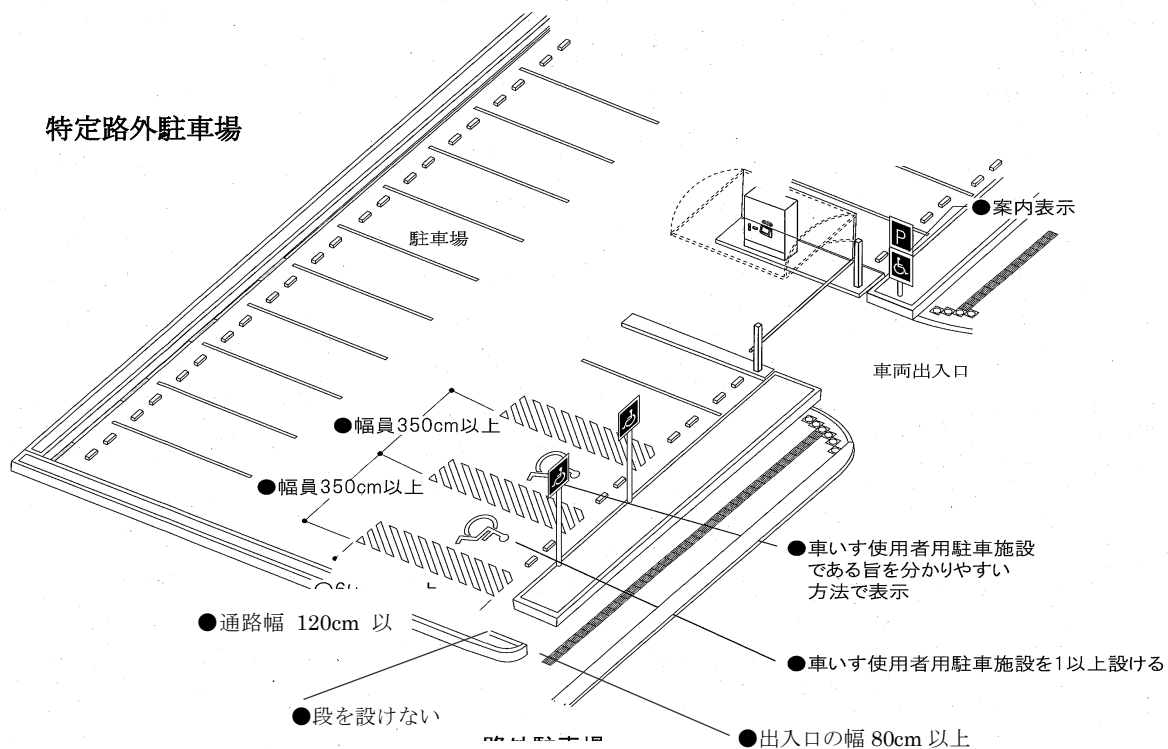 特定路外駐車場
●案内表示
P
駐車場
車両出入口
●幅員350cm以上
●幅員350cm以上
●車いす使用者用駐車施設
である旨を分かりやすい
方法で表示
●通路幅 120cm 以
●車いす使用者用駐車施設を1以上設ける
●段を設けない
●出入口の幅 80cm 以上